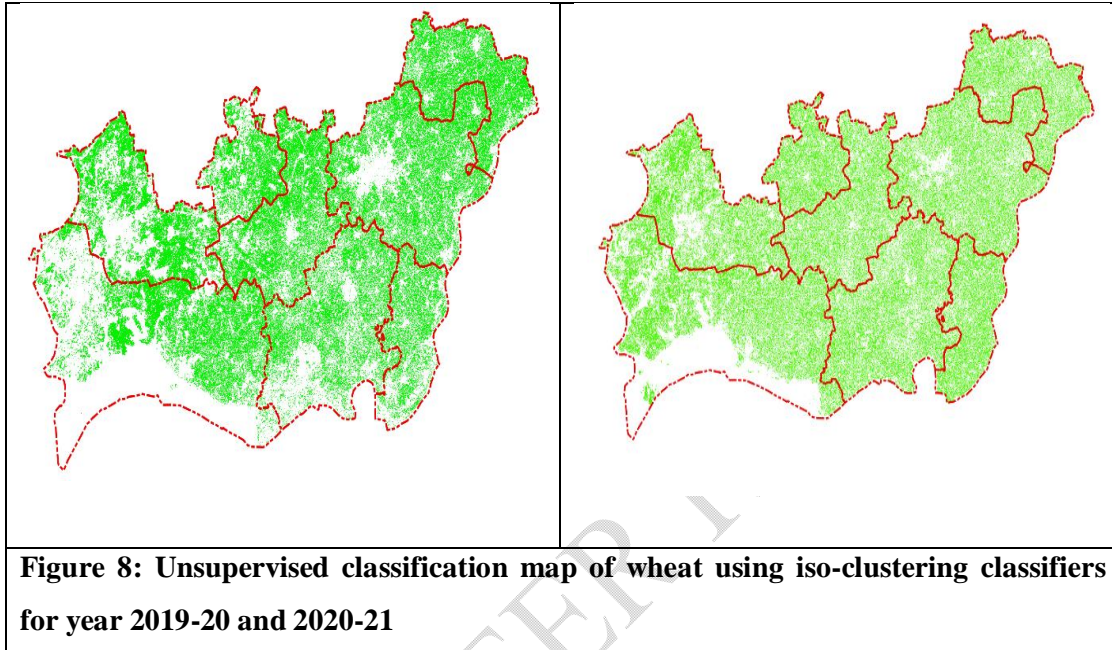 Figure 8: Unsupervised classification map of wheat using iso-clustering classifiers
for year 2019-20 and 2020-21